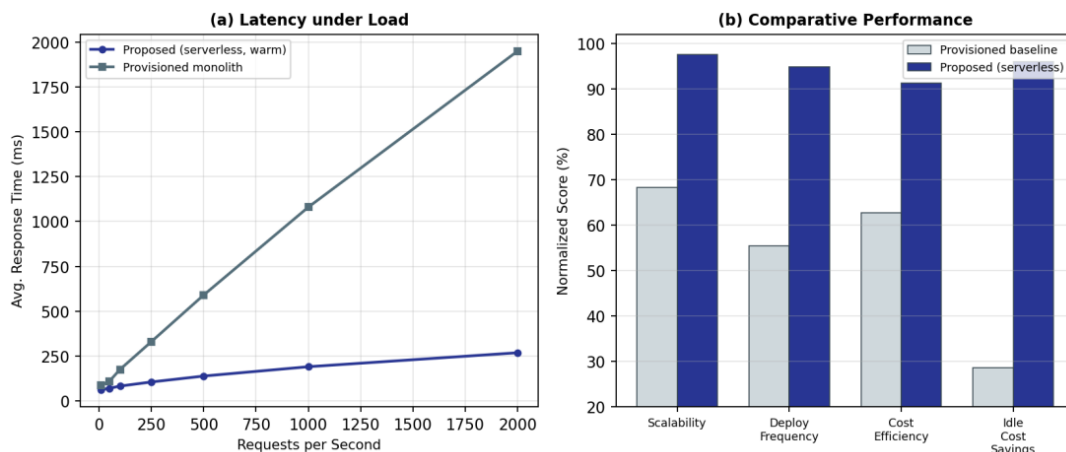 (a) Latency under Load
2000
1750
1500
1250
1000
750
500
250
0
Avg. Response Time (ms)
Proposed (serverless, warm)
Provisioned monolith
0 250 500 750 1000 1250 1500 1750 2000
Requests per Second
(b) Comparative Performance
100
90
80
70
60
50
40
30
20
Normalized Score (%)
Provisioned baseline
Proposed (serverless)
Scalability
Deploy
Frequency
Cost
Efficiency
Idle
Cost
Savings